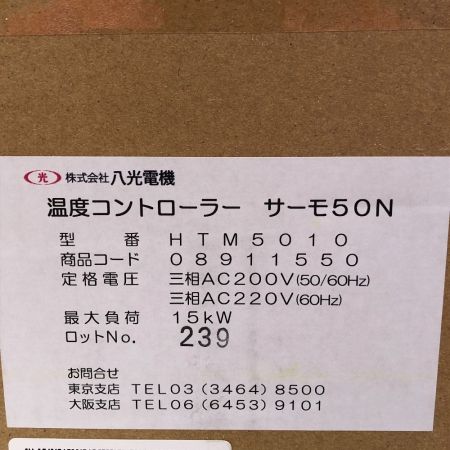 光 株式会社 八光電機
温度コントローラー サーモ50N
型番 HTM5010
商品コード 08911550
定格電圧 三相AC200V(50/60Hz)
三相AC220V(60Hz)
最大負荷 15kW
ロットNo. 239
お問合せ
東京支店 TEL03(3464)8500
大阪支店 TEL06(6453)9101